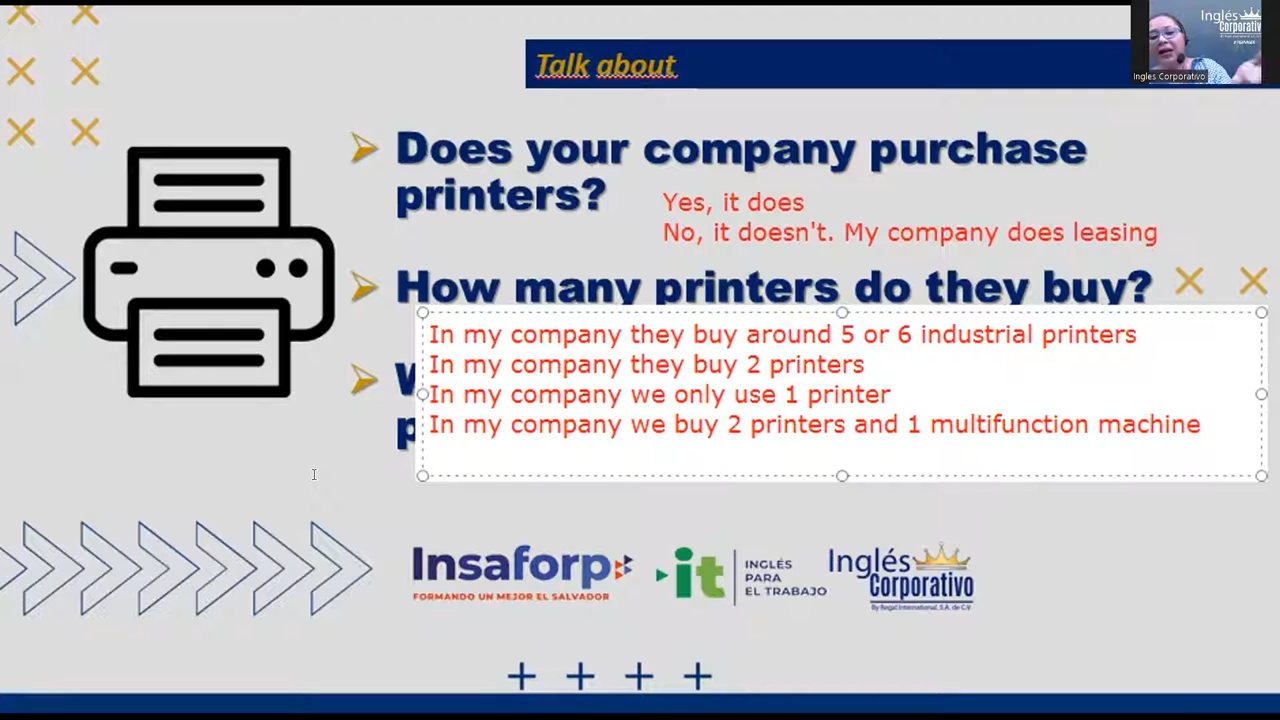 Talk about
Inglés
Corporativo
Ingles Corporativo
Does your company purchase
printers?
Yes, it does
No, it doesn't. My company does leasing
How many printers do they buy?
In my company they buy around 5 or 6 industrial printers
In my company they buy 2 printers
In my company we only use 1 printer
In my company we buy 2 printers and 1 multifunction machine
Insaforp
FORMANDO UN MEJOR EL SALVADOR
it
INGLÉS
PARA
EL TRABAJO
Inglés
Corporativo
By Regal International, S.A. de C.V.